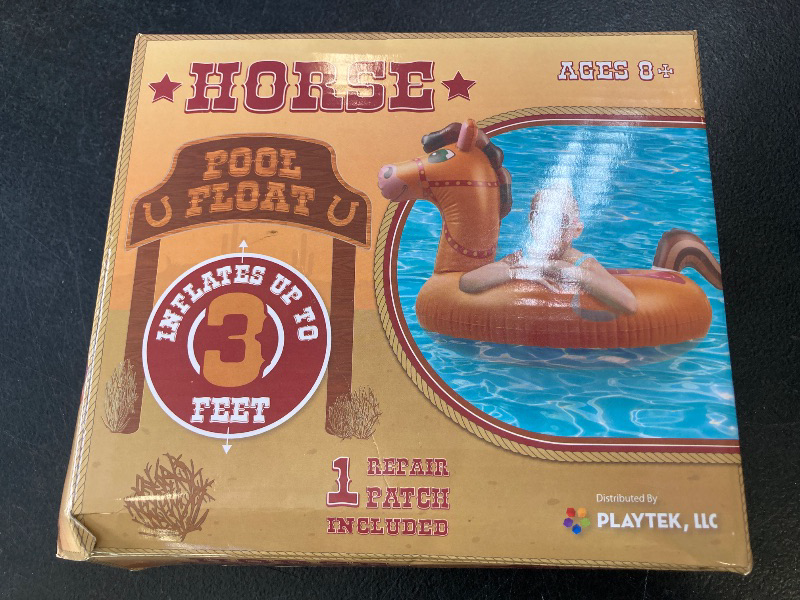 HORSE
AGES 8+
POOL
FLOAT
INFLATES UP TO
3
FEET
1 REPAIR
PATCH
INCLUDED
Distributed By
PLAYTEK, LLC